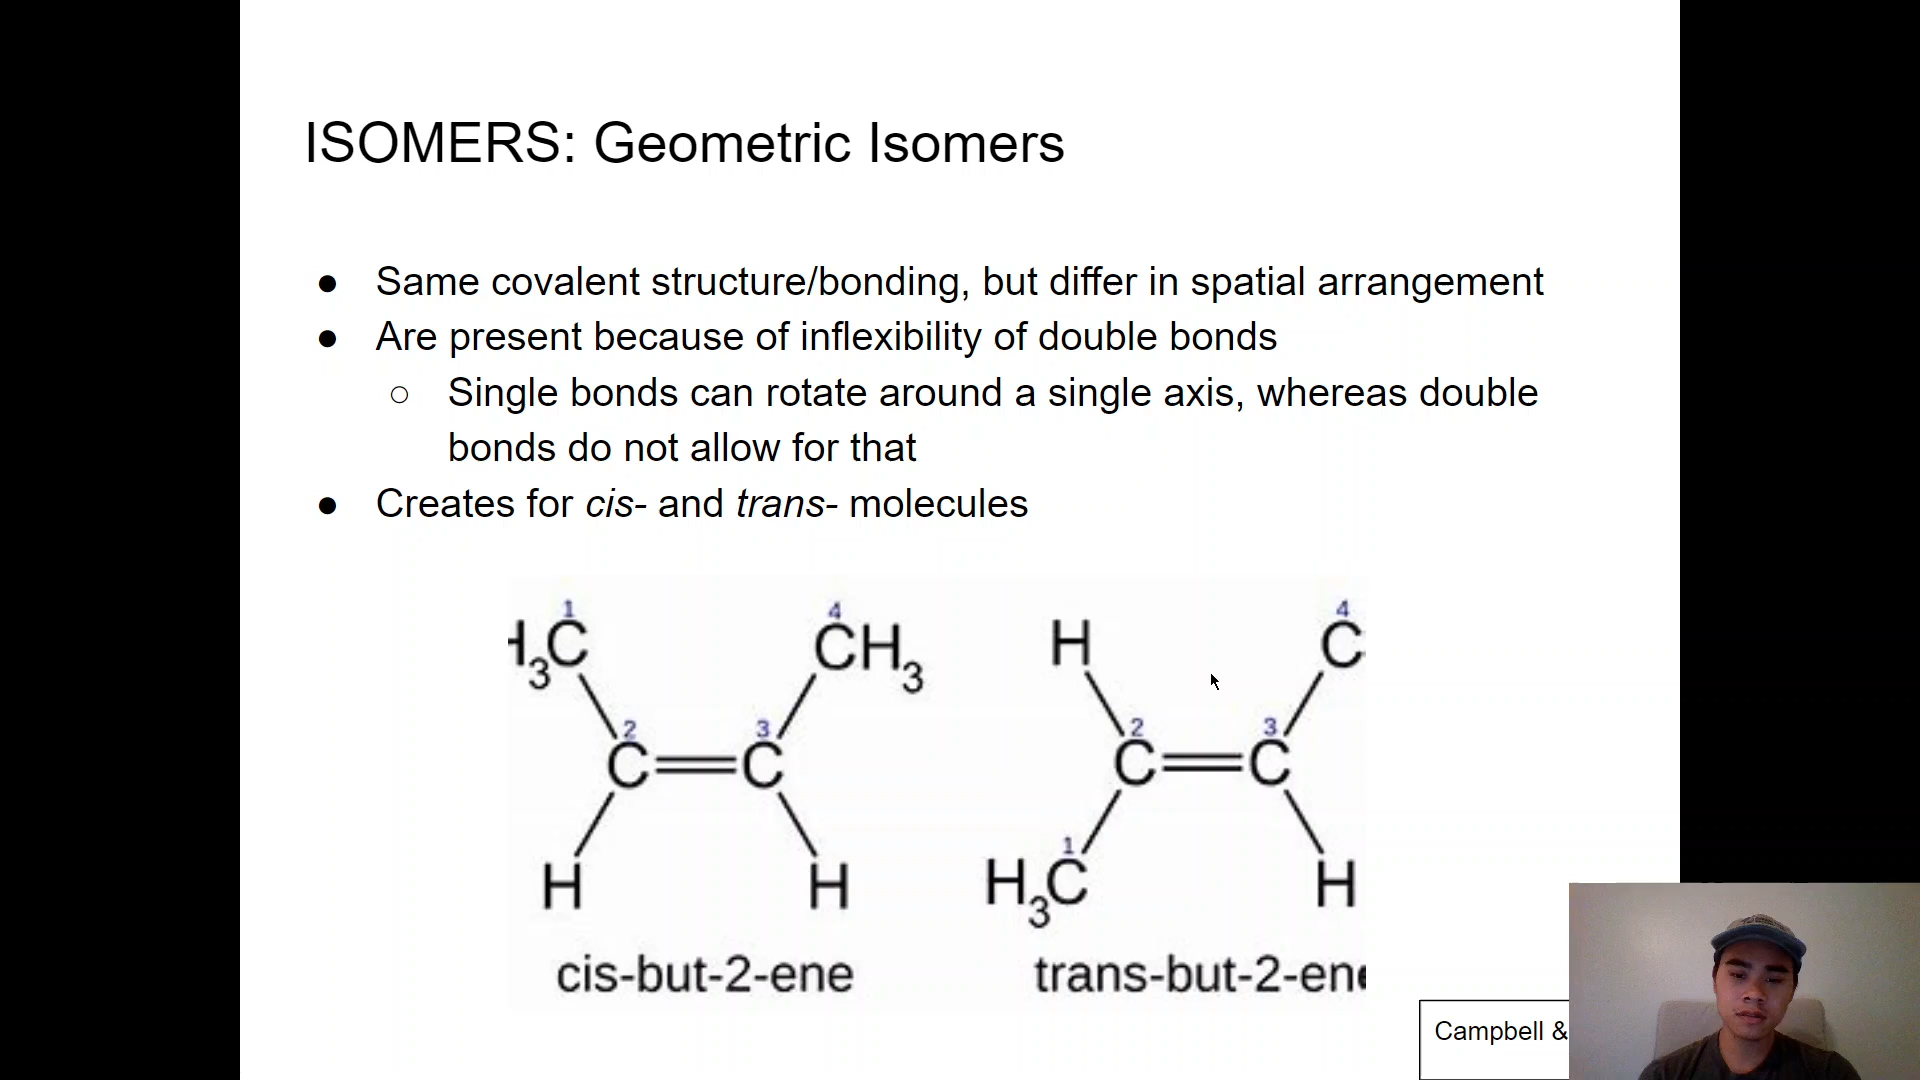 ISOMERS: Geometric Isomers
● Same covalent structure/bonding, but differ in spatial arrangement
● Are present because of inflexibility of double bonds
○ Single bonds can rotate around a single axis, whereas double
bonds do not allow for that
● Creates for cis- and trans- molecules
1 4 4
H₃C CH₃ H C
2 3 2 3
C C C C
1
H H H₃C H
cis-but-2-ene trans-but-2-ene
Campbell &